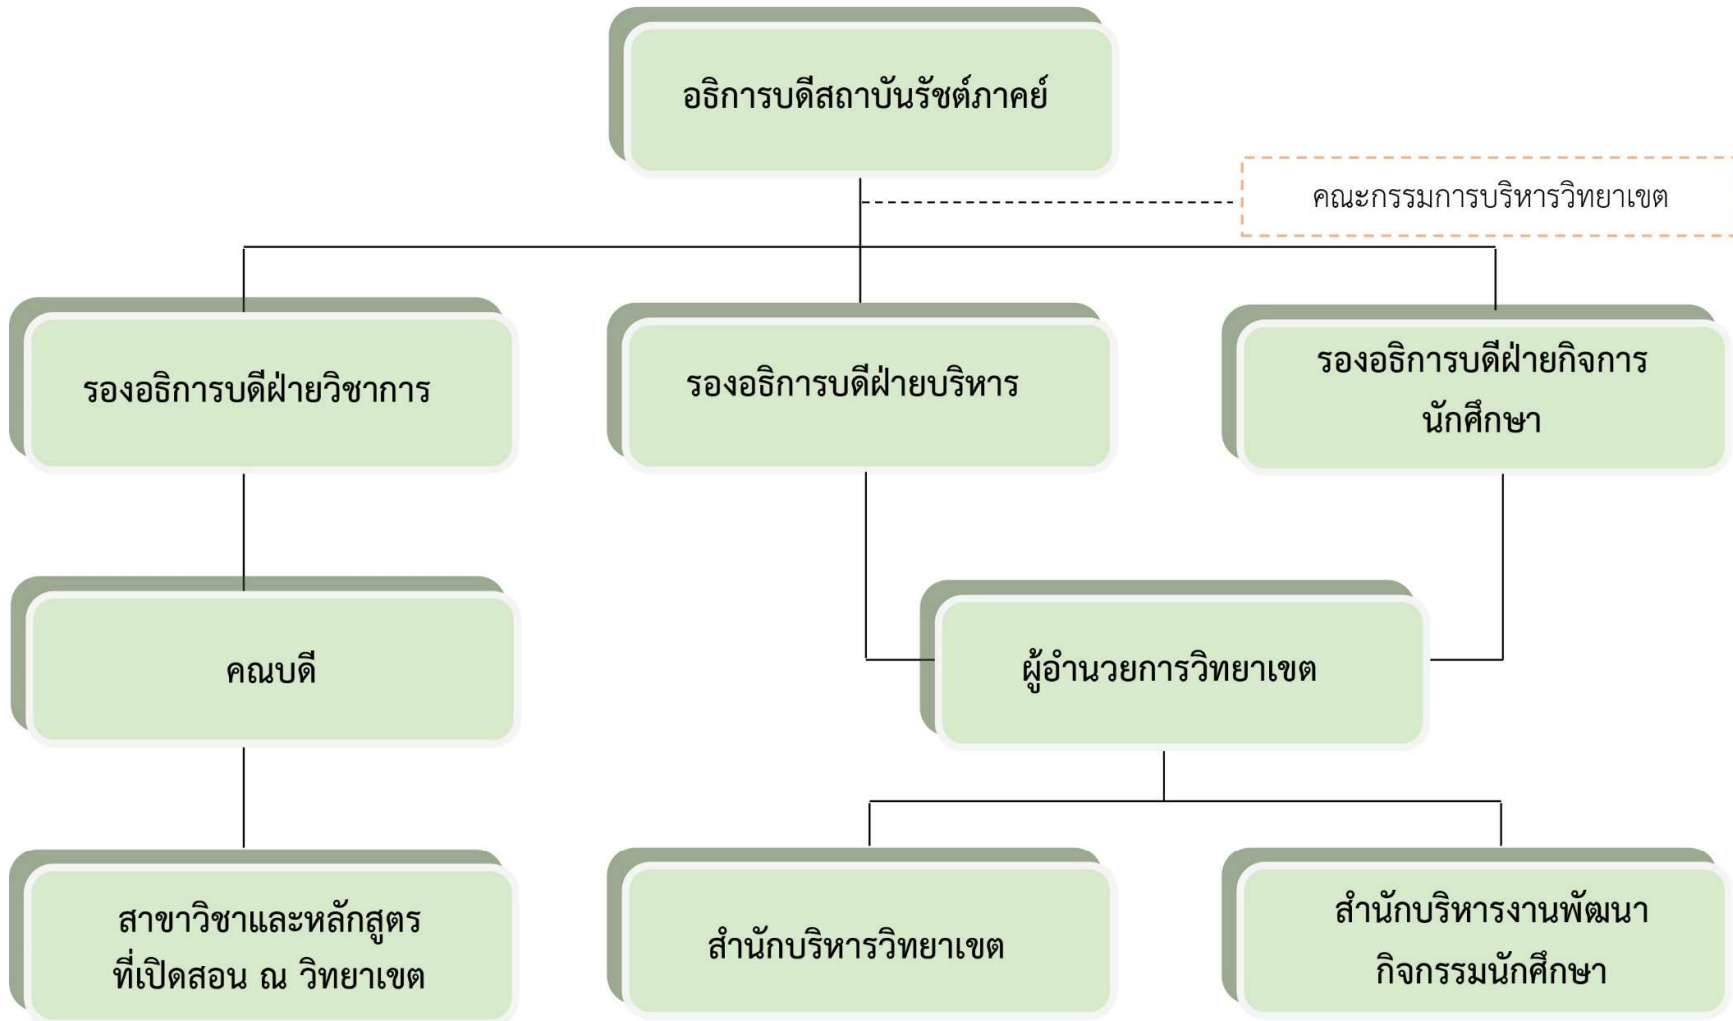 อธิการบดีสถาบันรัชต์ภาคย์
คณะกรรมการบริหารวิทยาเขต
รองอธิการบดีฝ่ายวิชาการ
รองอธิการบดีฝ่ายบริหาร
รองอธิการบดีฝ่ายกิจการ
นักศึกษา
คณบดี
ผู้อำนวยการวิทยาเขต
สาขาวิชาและหลักสูตร
ที่เปิดสอน ณ วิทยาเขต
สำนักบริหารวิทยาเขต
สำนักบริหารงานพัฒนา
กิจกรรมนักศึกษา